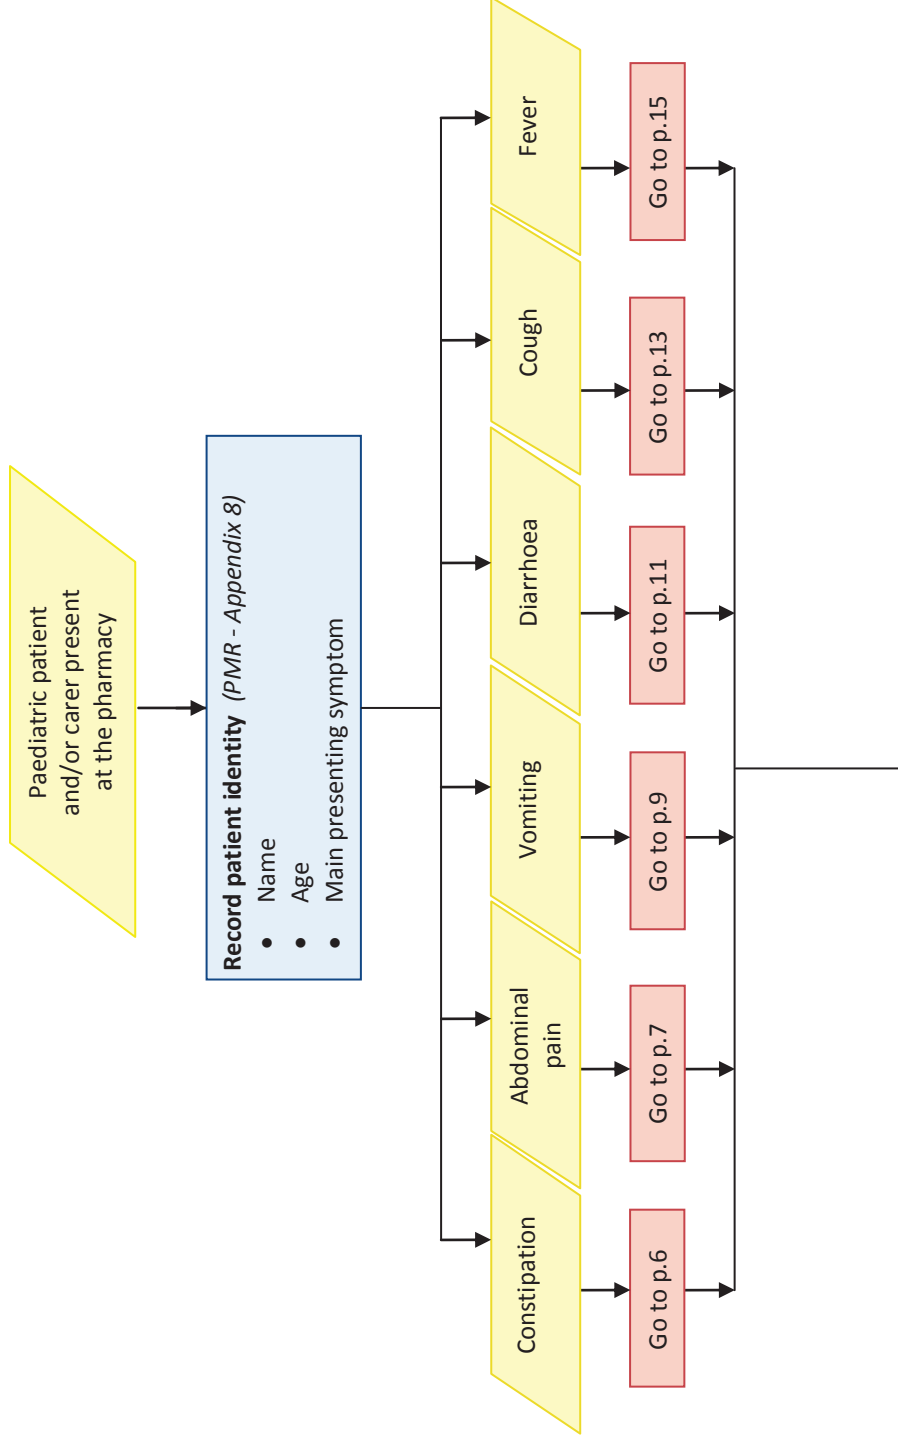 Paediatric patient
and/or carer present
at the pharmacy
Record patient identity (PMR - Appendix 8)
• Name
• Age
• Main presenting symptom
Constipation
Abdominal
pain
Vomiting
Diarrhoea
Cough
Fever
Go to p.6
Go to p.7
Go to p.9
Go to p.11
Go to p.13
Go to p.15